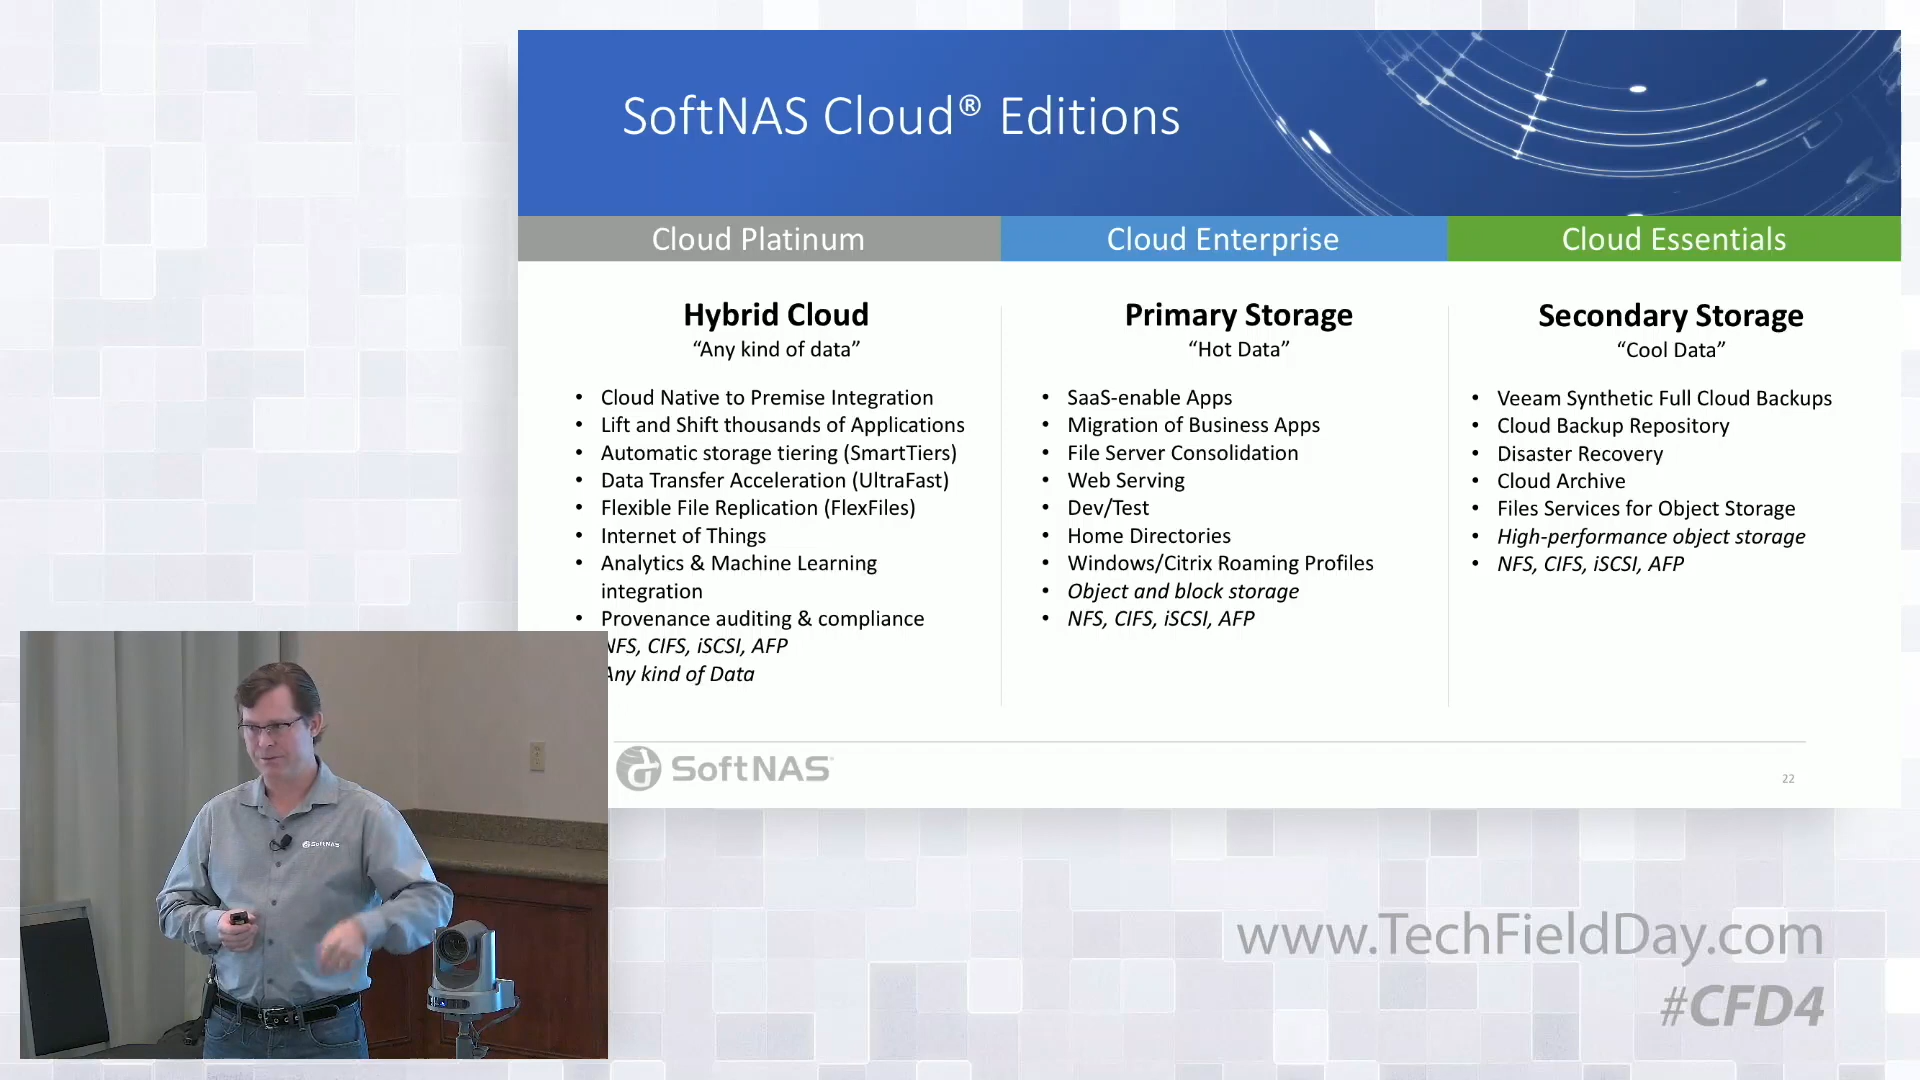 SoftNAS Cloud® Editions
Cloud Platinum
Cloud Enterprise
Cloud Essentials
Hybrid Cloud
“Any kind of data”
• Cloud Native to Premise Integration
• Lift and Shift thousands of Applications
• Automatic storage tiering (SmartTiers)
• Data Transfer Acceleration (UltraFast)
• Flexible File Replication (FlexFiles)
• Internet of Things
• Analytics & Machine Learning
integration
• Provenance auditing & compliance
NFS, CIFS, iSCSI, AFP
Any kind of Data
Primary Storage
“Hot Data”
• SaaS-enable Apps
• Migration of Business Apps
• File Server Consolidation
• Web Serving
• Dev/Test
• Home Directories
• Windows/Citrix Roaming Profiles
• Object and block storage
• NFS, CIFS, iSCSI, AFP
Secondary Storage
“Cool Data”
• Veeam Synthetic Full Cloud Backups
• Cloud Backup Repository
• Disaster Recovery
• Cloud Archive
• Files Services for Object Storage
• High-performance object storage
• NFS, CIFS, iSCSI, AFP
SoftNAS
22
SoftNAS
www.TechFieldDay.com
#CFD4